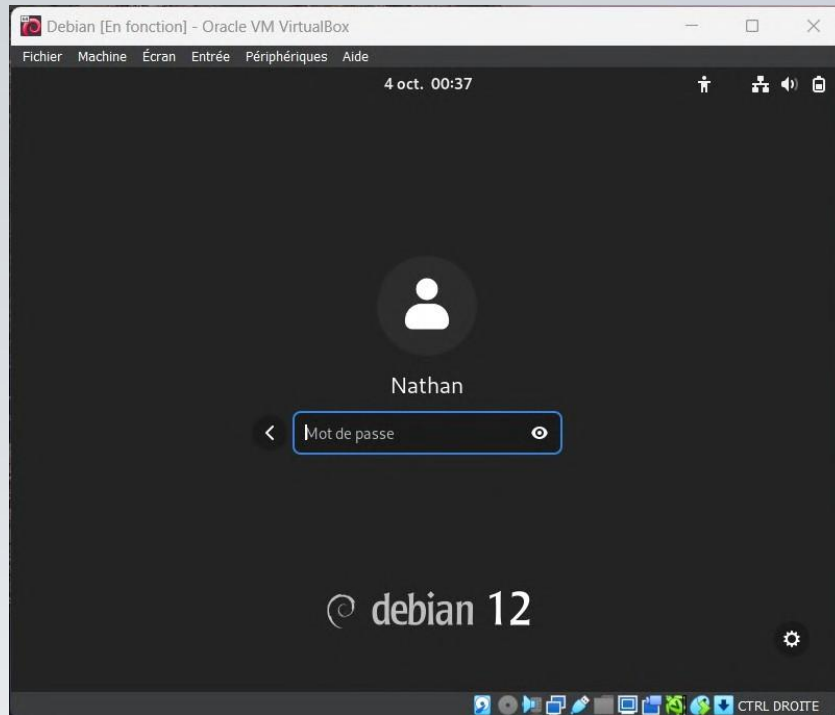 Debian [En fonction] - Oracle VM VirtualBox
Fichier Machine Écran Entrée Périphériques Aide
4 oct. 00:37
Nathan
Mot de passe
debian 12
CTRL DROITE